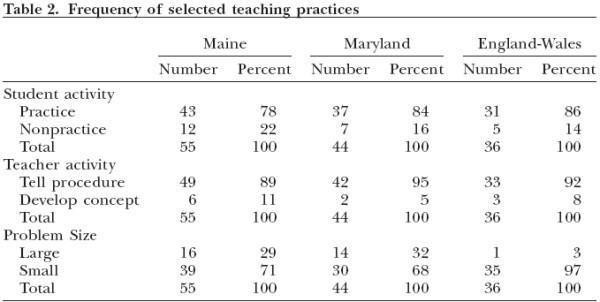 Table 2. Frequency of selected teaching practices
Maine Maryland England-Wales
Number Percent Number Percent Number Percent
Student activity
Practice 43 78 37 84 31 86
Nonpractice 12 22 7 16 5 14
Total 55 100 44 100 36 100
Teacher activity
Tell procedure 49 89 42 95 33 92
Develop concept 6 11 2 5 3 8
Total 55 100 44 100 36 100
Problem Size
Large 16 29 14 32 1 3
Small 39 71 30 68 35 97
Total 55 100 44 100 36 100